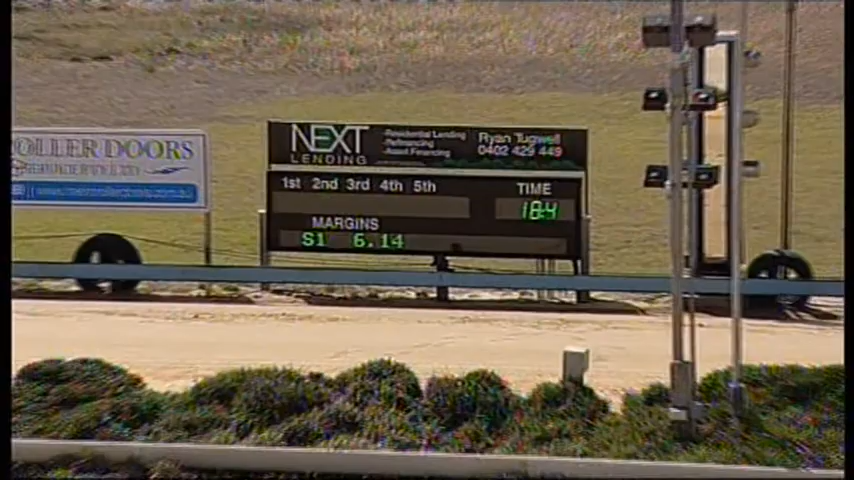 ROLLER DOORS
NEXT
LENDING
-Residential Lending
-Refinancing
-Asset Financing
Ryan Tugwell
0402 429 449
1st 2nd 3rd 4th 5th
TIME
18:4
MARGINS
S1 6.14